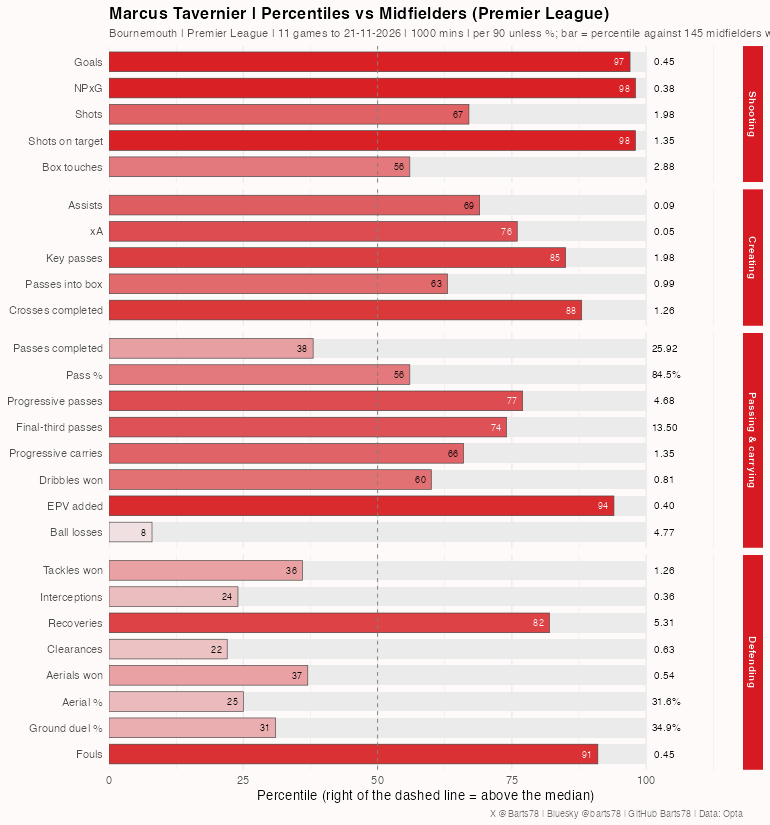 Marcus Tavernier | Percentiles vs Midfielders (Premier League)
Bournemouth | Premier League | 11 games to 21-11-2026 | 1000 mins | per 90 unless %; bar = percentile against 145 midfielders w
Goals 97 0.45
NPxG 98 0.38
Shots 67 1.98
Shots on target 98 1.35
Box touches 56 2.88
Shooting
Assists 69 0.09
xA 76 0.05
Key passes 85 1.98
Passes into box 63 0.99
Crosses completed 88 1.26
Creating
Passes completed 38 25.92
Pass % 56 84.5%
Progressive passes 77 4.68
Final-third passes 74 13.50
Progressive carries 66 1.35
Dribbles won 60 0.81
EPV added 94 0.40
Ball losses 8 4.77
Passing & carrying
Tackles won 36 1.26
Interceptions 24 0.36
Recoveries 82 5.31
Clearances 22 0.63
Aerials won 37 0.54
Aerial % 25 31.6%
Ground duel % 31 34.9%
Fouls 91 0.45
Defending
0 25 50 75 100
Percentile (right of the dashed line = above the median)
X @Barts78 | Bluesky @barts78 | GitHub Barts78 | Data: Opta